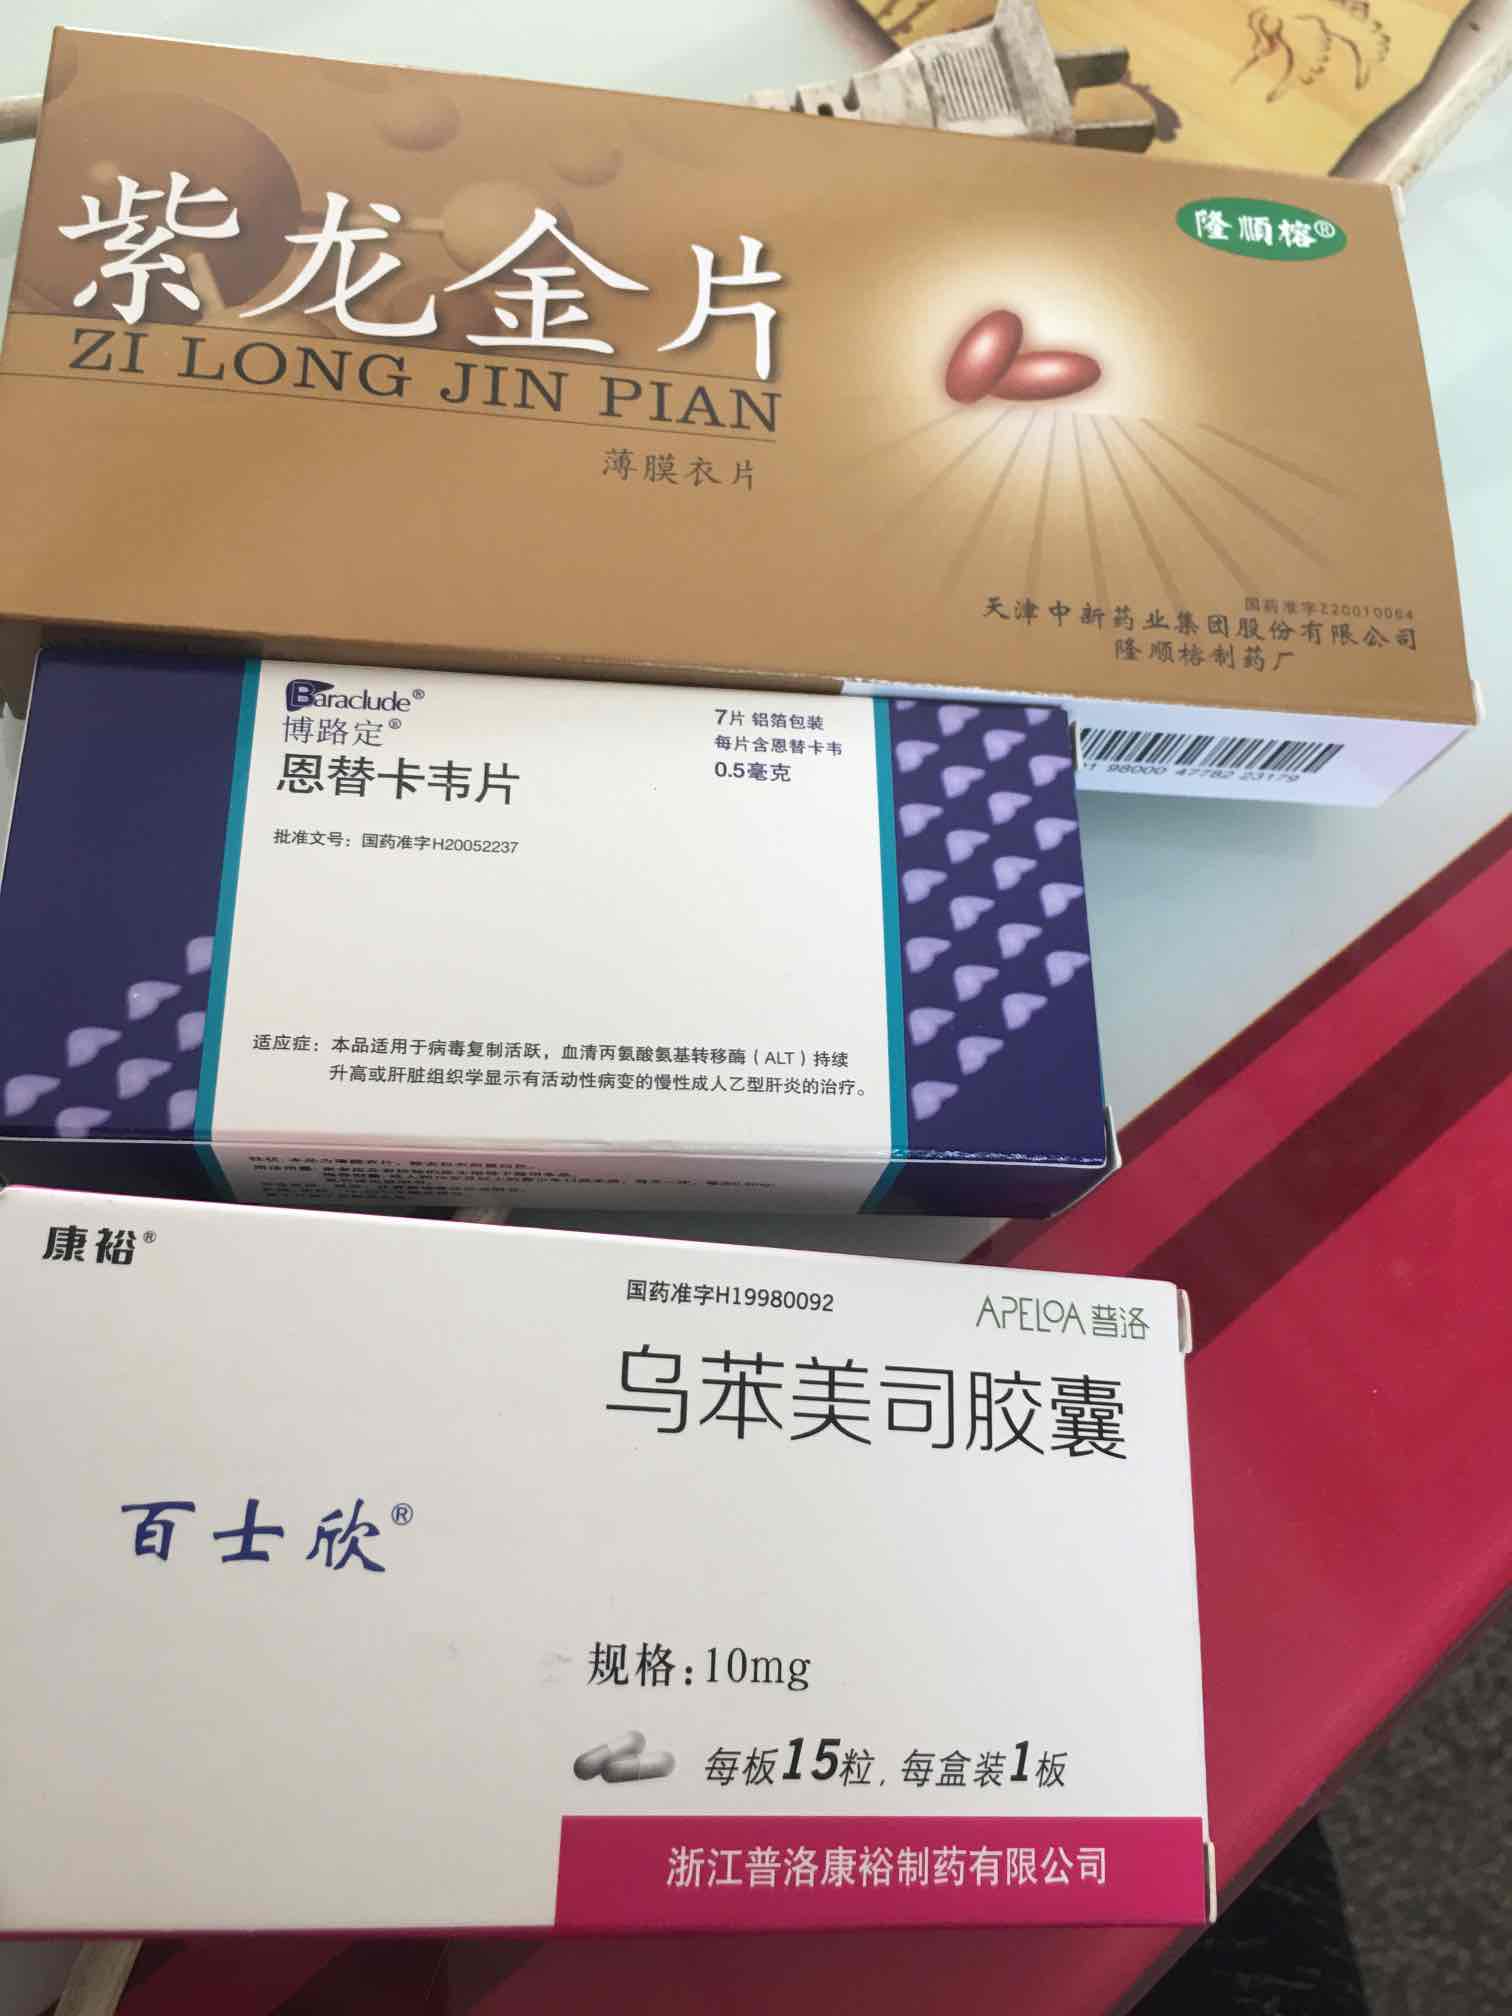 紫龙金片
ZI LONG JIN PIAN
薄膜衣片
隆順榕®
国药准字Z20010064
天津中新药业集团股份有限公司
隆顺榕制药厂
98000 47782 23179
Baraclude®
博路定®
恩替卡韦片
批准文号：国药准字H20052237
7片 铝箔包装
每片含恩替卡韦
0.5毫克
适应症：本品适用于病毒复制活跃，血清丙氨酸氨基转移酶（ALT）持续
升高或肝脏组织学显示有活动性病变的慢性成人乙型肝炎的治疗。
康裕®
国药准字H19980092
APELOA普洛
乌苯美司胶囊
百士欣®
规格：10mg
每板15粒，每盒装1板
浙江普洛康裕制药有限公司